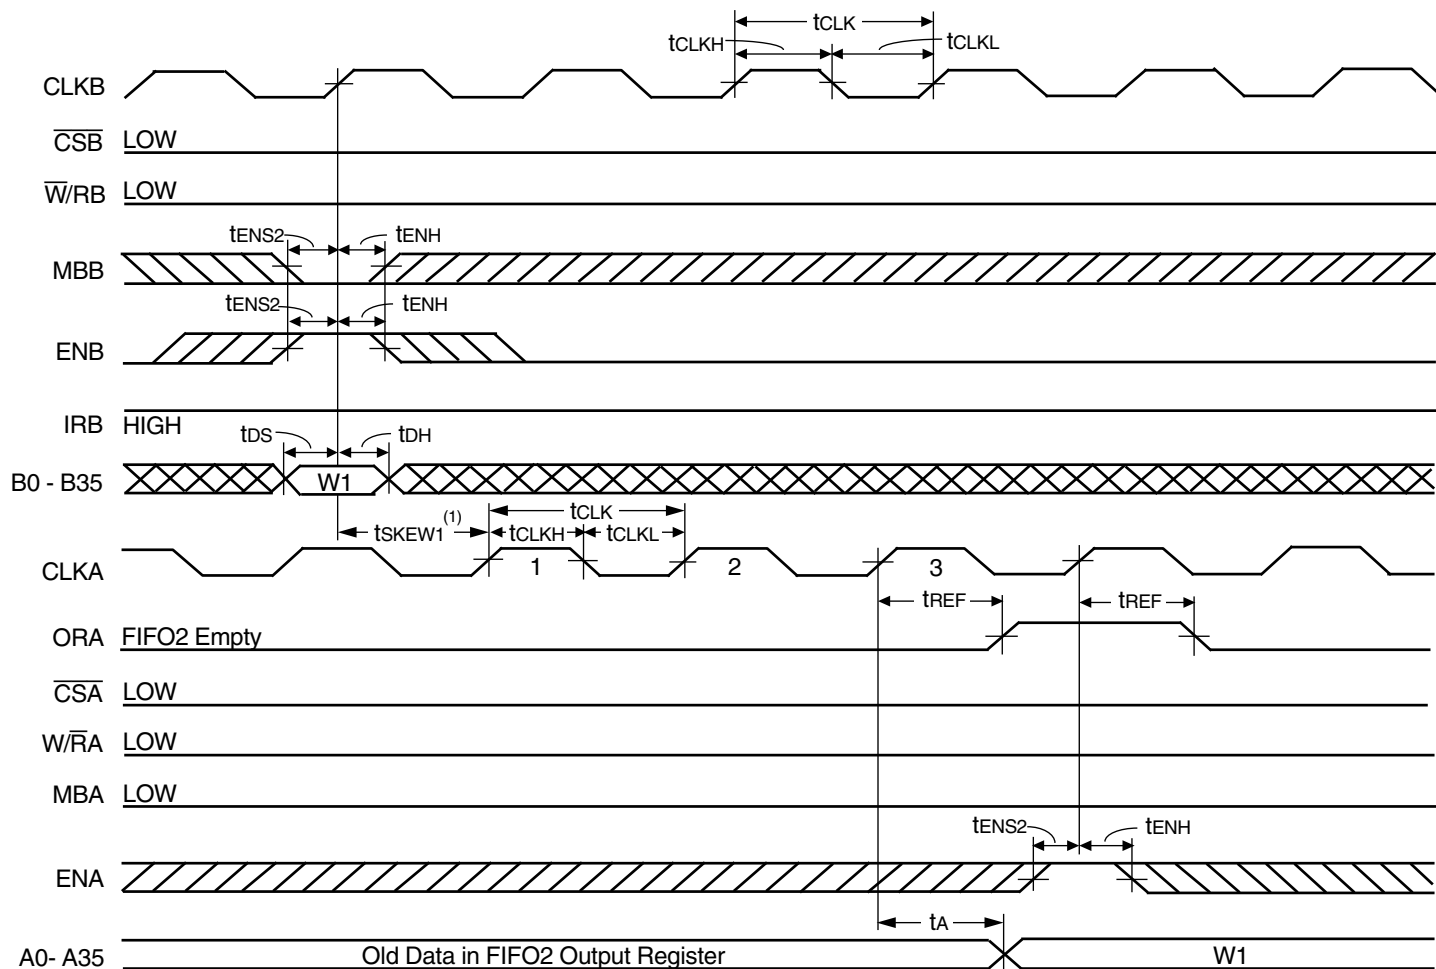 tCLK
tCLKH tCLKL
CLKB
CSB LOW
W/RB LOW
tENS2 tENH
MBB
tENS2 tENH
ENB
IRB HIGH
tDS tDH
B0 - B35 W1
tSKEW1(1) tCLKH tCLK tCLKL
CLKA 1 2 3
tREF tREF
ORA FIFO2 Empty
CSA LOW
W/RA LOW
MBA LOW
tENS2 tENH
ENA
tA
A0- A35 Old Data in FIFO2 Output Register W1